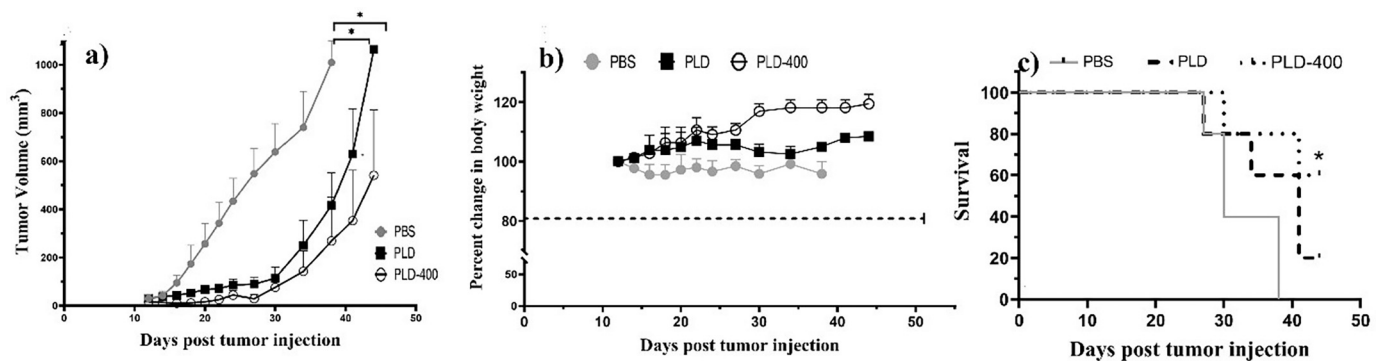 a)
*
*
Tumor Volume (mm³)
1000
800
600
400
200
0
PBS
PLD
PLD-400
0 10 20 30 40 50
Days post tumor injection
b)
PBS PLD PLD-400
Percent change in body weight
120
100
80
50
0
0 10 20 30 40 50
Days post tumor injection
c)
PBS PLD PLD-400
Survival
100
80
60
40
20
0
*
0 10 20 30 40 50
Days post tumor injection